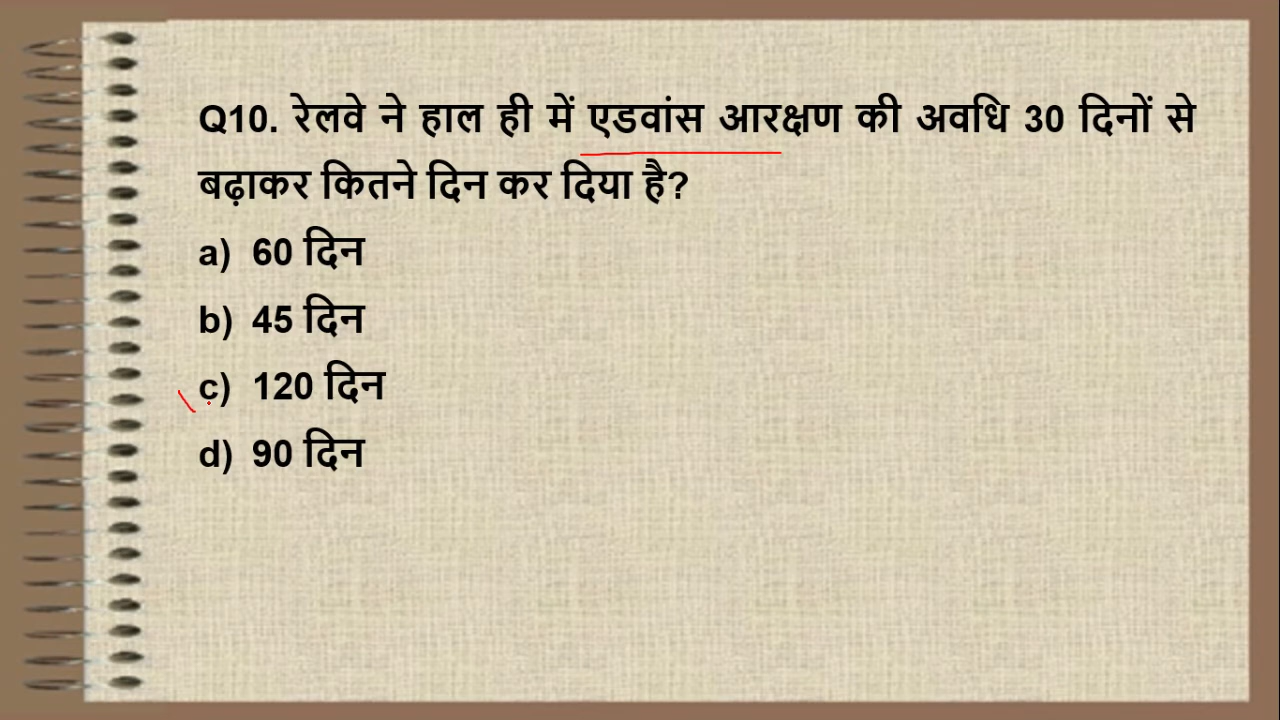 Q10. रेलवे ने हाल ही में एडवांस आरक्षण की अवधि 30 दिनों से
बढ़ाकर कितने दिन कर दिया है?
a) 60 दिन
b) 45 दिन
c) 120 दिन
d) 90 दिन